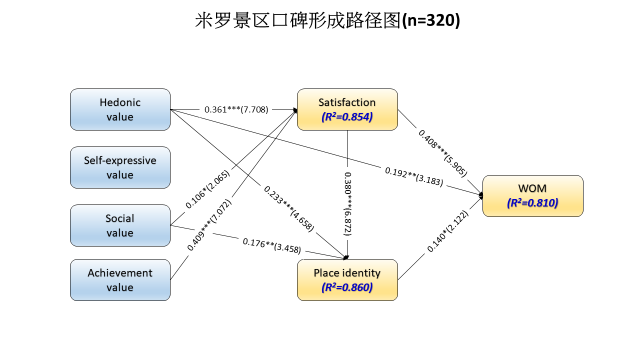 米罗景区口碑形成路径图(n=320)
Hedonic
value
Self-expressive
value
Social
value
Achievement
value
Satisfaction
(R²=0.854)
Place identity
(R²=0.860)
WOM
(R²=0.810)
0.361***(7.708)
0.192**(3.183)
0.233***(4.658)
0.106*(2.065)
0.176**(3.458)
0.409***(7.072)
0.380***(6.872)
0.408***(5.905)
0.140*(2.122)